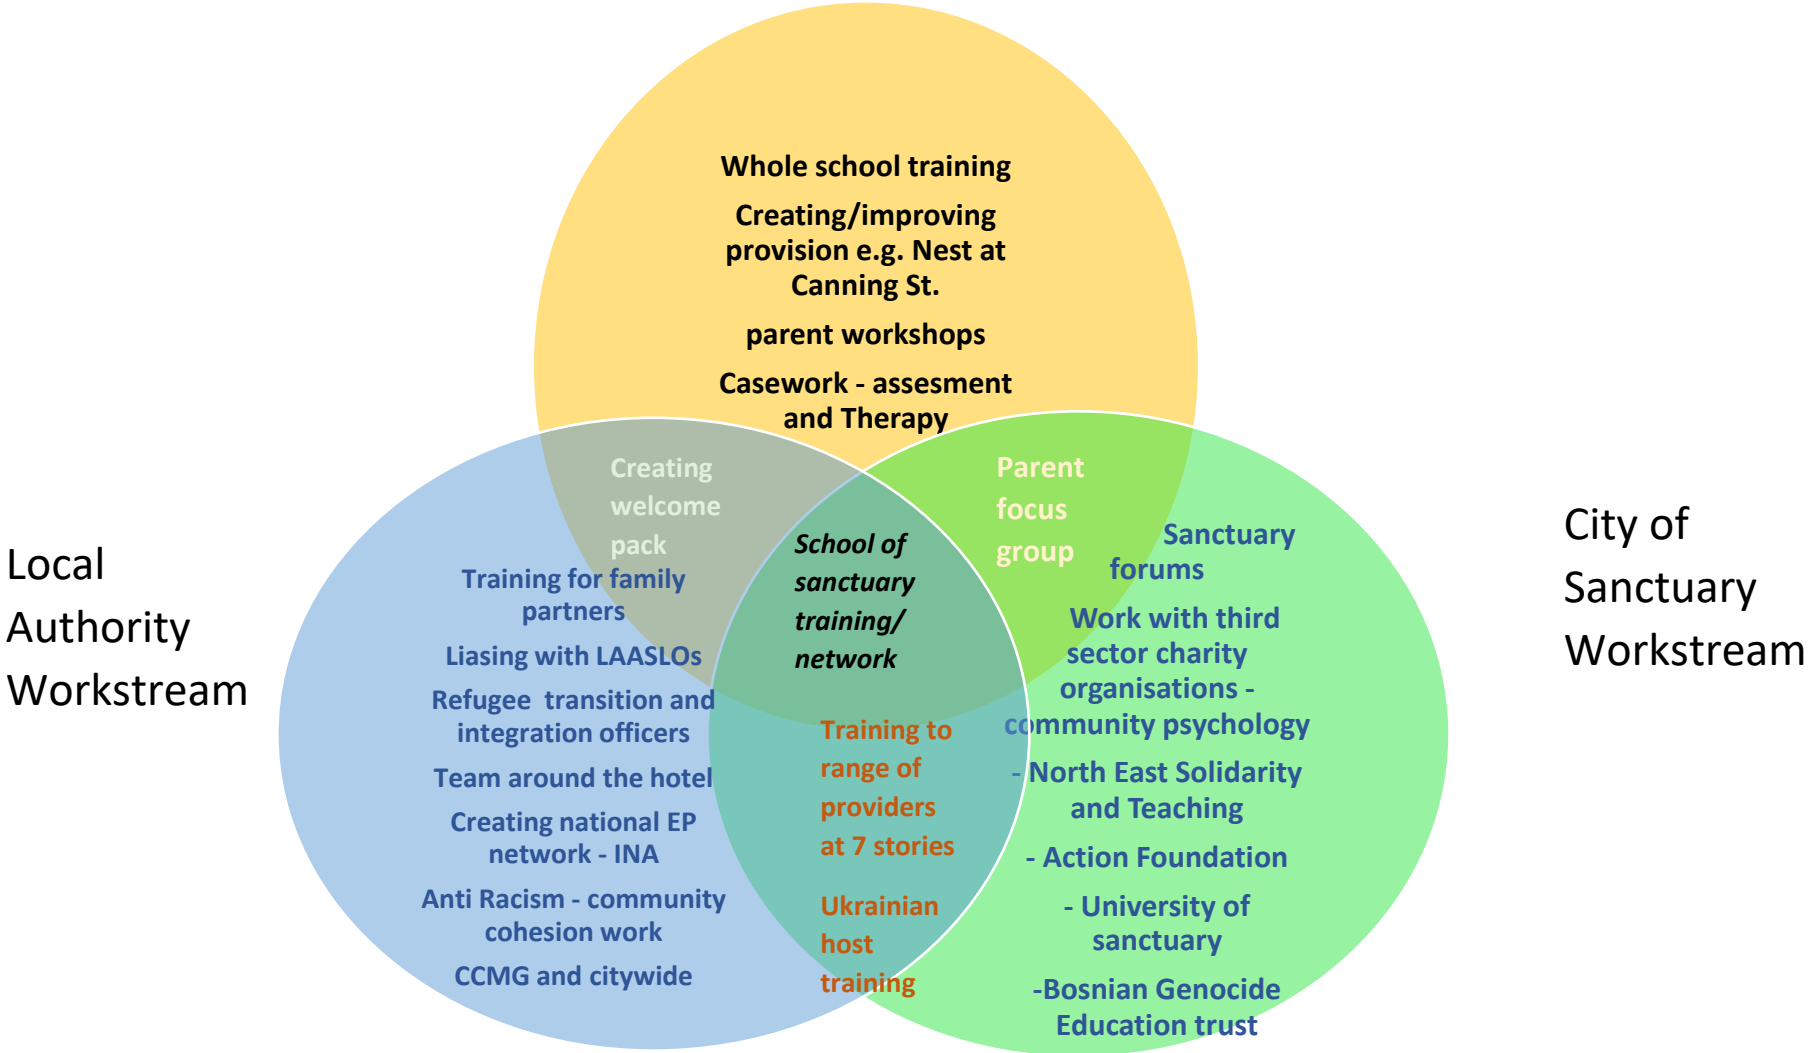 Whole school training
Creating/improving
provision e.g. Nest at
Canning St.
parent workshops
Casework - assesment
and Therapy
Creating
welcome
pack
Parent
focus
group
School of
sanctuary
training/
network
Local
Authority
Workstream
Training for family
partners
Liasing with LAASLOs
Refugee  transition and
integration officers
Team around the hotel
Creating national EP
network - INA
Anti Racism - community
cohesion work
CCMG and citywide
Training to
range of
providers
at 7 stories
Ukrainian
host
training
Sanctuary
forums
Work with third
sector charity
organisations -
community psychology
- North East Solidarity
and Teaching
- Action Foundation
- University of
sanctuary
-Bosnian Genocide
Education trust
City of
Sanctuary
Workstream